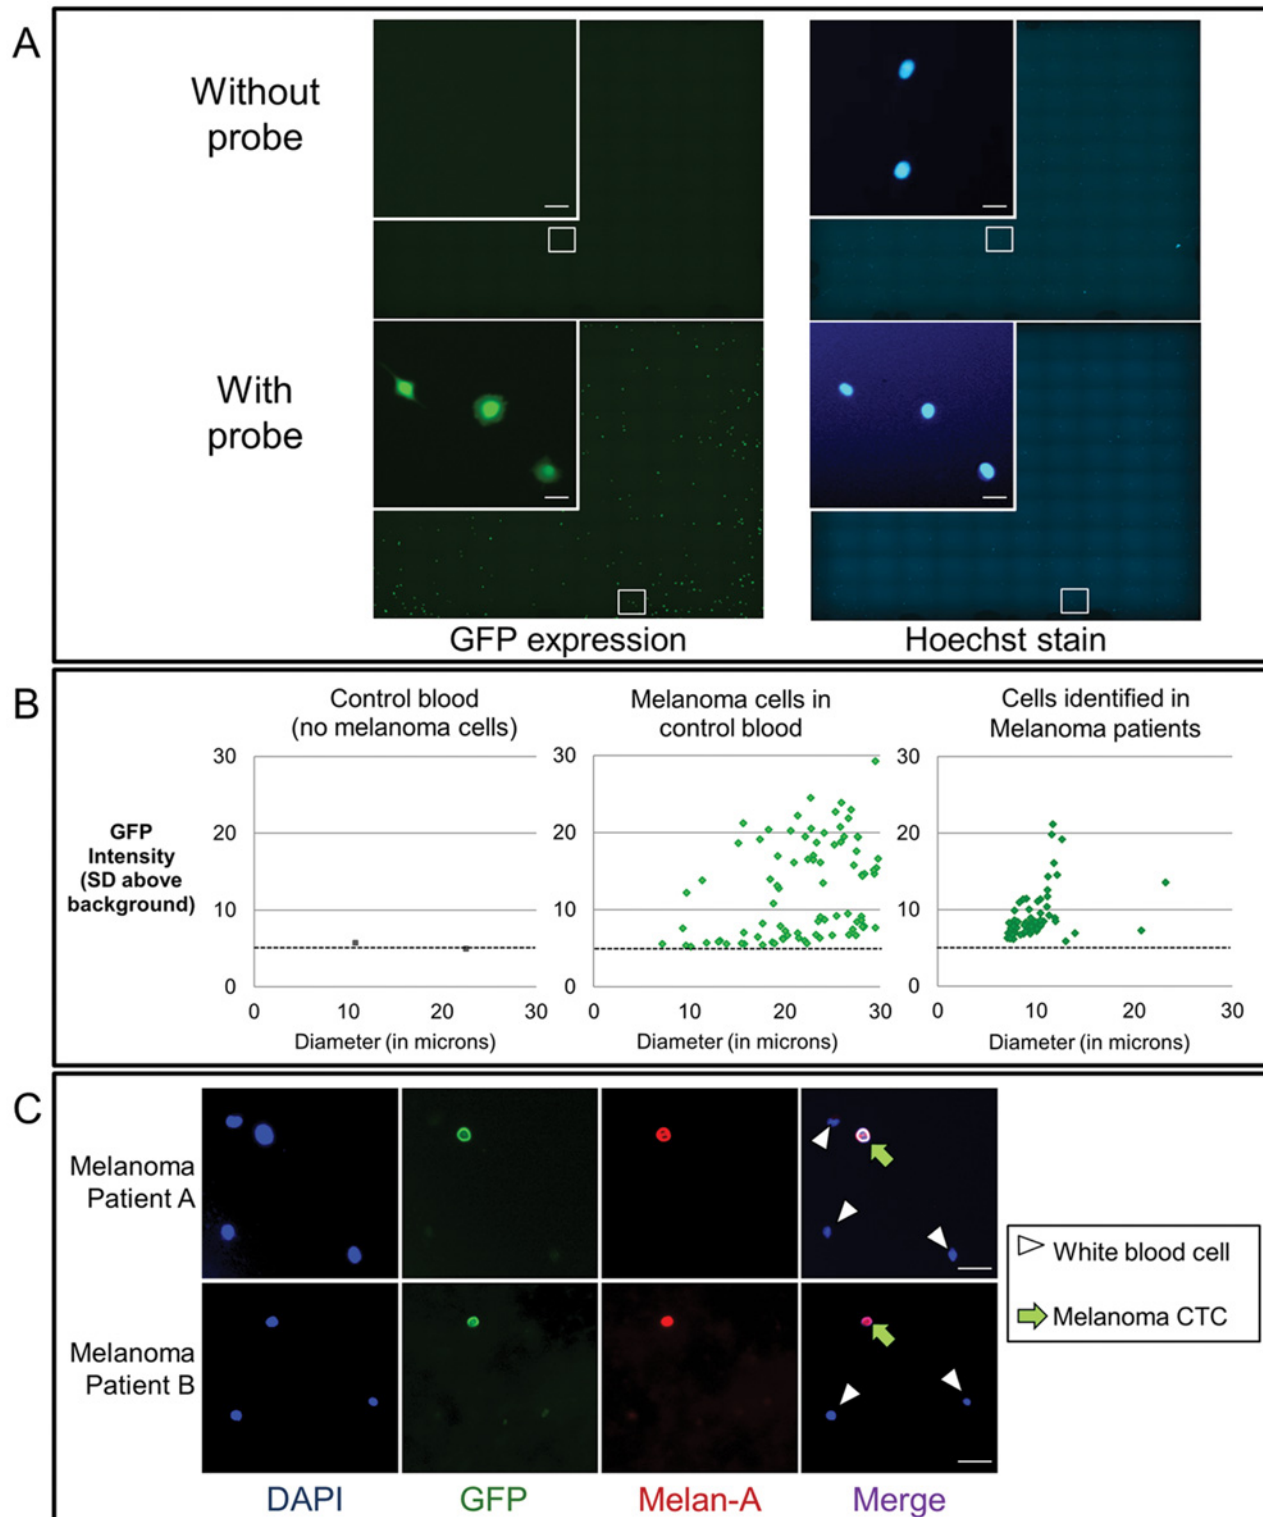 A
Without
probe
With
probe
GFP expression
Hoechst stain
B
Control blood
(no melanoma cells)
Melanoma cells in
control blood
Cells identified in
Melanoma patients
GFP
Intensity
(SD above
background)
30
20
10
0
0
10
20
30
Diameter (in microns)
30
20
10
0
0
10
20
30
Diameter (in microns)
30
20
10
0
0
10
20
30
Diameter (in microns)
C
Melanoma
Patient A
Melanoma
Patient B
White blood cell
Melanoma CTC
DAPI
GFP
Melan-A
Merge